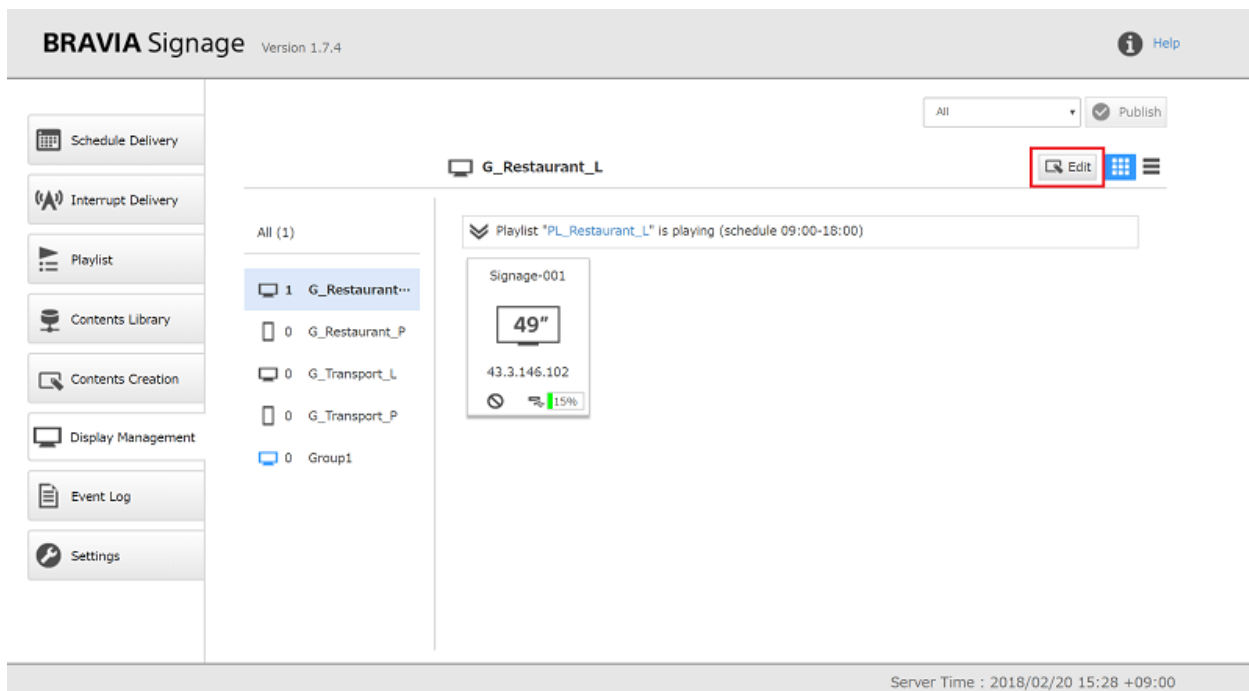 BRAVIA Signage Version 1.7.4
Help
All
Publish
Schedule Delivery
Interrupt Delivery
Playlist
Contents Library
Contents Creation
Display Management
Event Log
Settings
G_Restaurant_L
Edit
All (1)
1 G_Restaurant…
0 G_Restaurant_P
0 G_Transport_L
0 G_Transport_P
0 Group1
Playlist "PL_Restaurant_L" is playing (schedule 09:00-18:00)
Signage-001
49"
43.3.146.102
15%
Server Time : 2018/02/20 15:28 +09:00